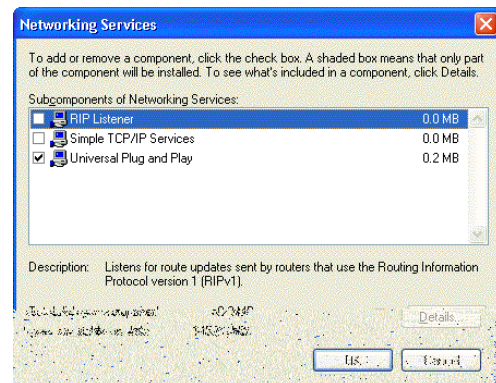 Networking Services
To add or remove a component, click the check box. A shaded box means that only part
of the component will be installed. To see what's included in a component, click Details.
Subcomponents of Networking Services:
RIP Listener 0.0 MB
Simple TCP/IP Services 0.0 MB
Universal Plug and Play 0.2 MB
Description: Listens for route updates sent by routers that use the Routing Information
Protocol version 1 (RIPv1).
Details...